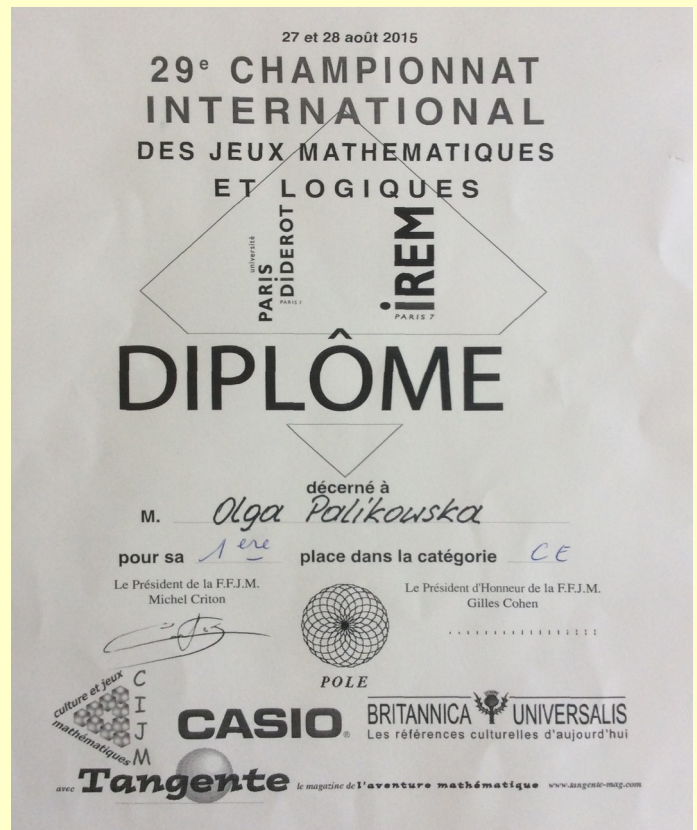 27 et 28 août 2015
29e CHAMPIONNAT
INTERNATIONAL
DES JEUX MATHEMATIQUES
ET LOGIQUES
université
PARIS
DiDEROT
PARIS 7
iREM
PARIS 7
DIPLÔME
décerné à
M. Olga Palikowska
pour sa 1ère place dans la catégorie CE
Le Président de la F.F.J.M.
Michel Criton
Le Président d'Honneur de la F.F.J.M.
Gilles Cohen
POLE
culture et jeux
mathématiques
CIJM
CASIO
BRITANNICA UNIVERSALIS
Les références culturelles d'aujourd'hui
avec Tangente le magazine de l'aventure mathématique www.tangente-mag.com